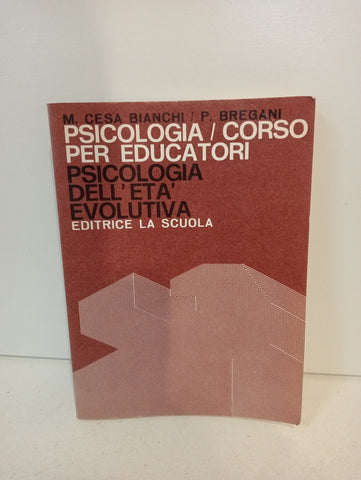 M. CESA BIANCHI / P. BREGANI
PSICOLOGIA / CORSO
PER EDUCATORI
PSICOLOGIA
DELL'ETA'
EVOLUTIVA
EDITRICE LA SCUOLA